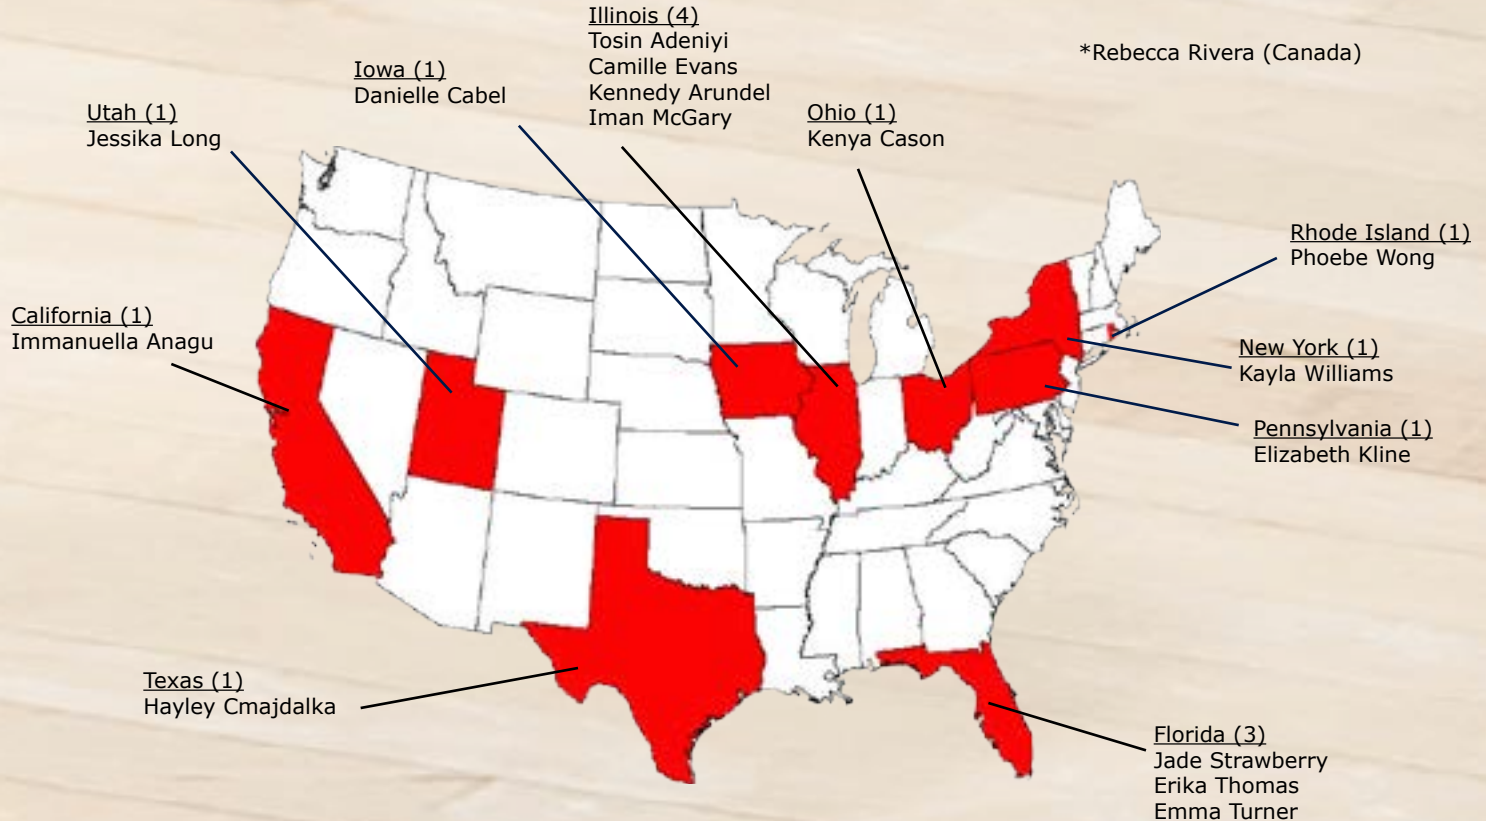 Illinois (4)
Tosin Adeniyi
Camille Evans
Kennedy Arundel
Iman McGary
*Rebecca Rivera (Canada)
Iowa (1)
Danielle Cabel
Utah (1)
Jessika Long
Ohio (1)
Kenya Cason
Rhode Island (1)
Phoebe Wong
California (1)
Immanuella Anagu
New York (1)
Kayla Williams
Pennsylvania (1)
Elizabeth Kline
Texas (1)
Hayley Cmajdalka
Florida (3)
Jade Strawberry
Erika Thomas
Emma Turner